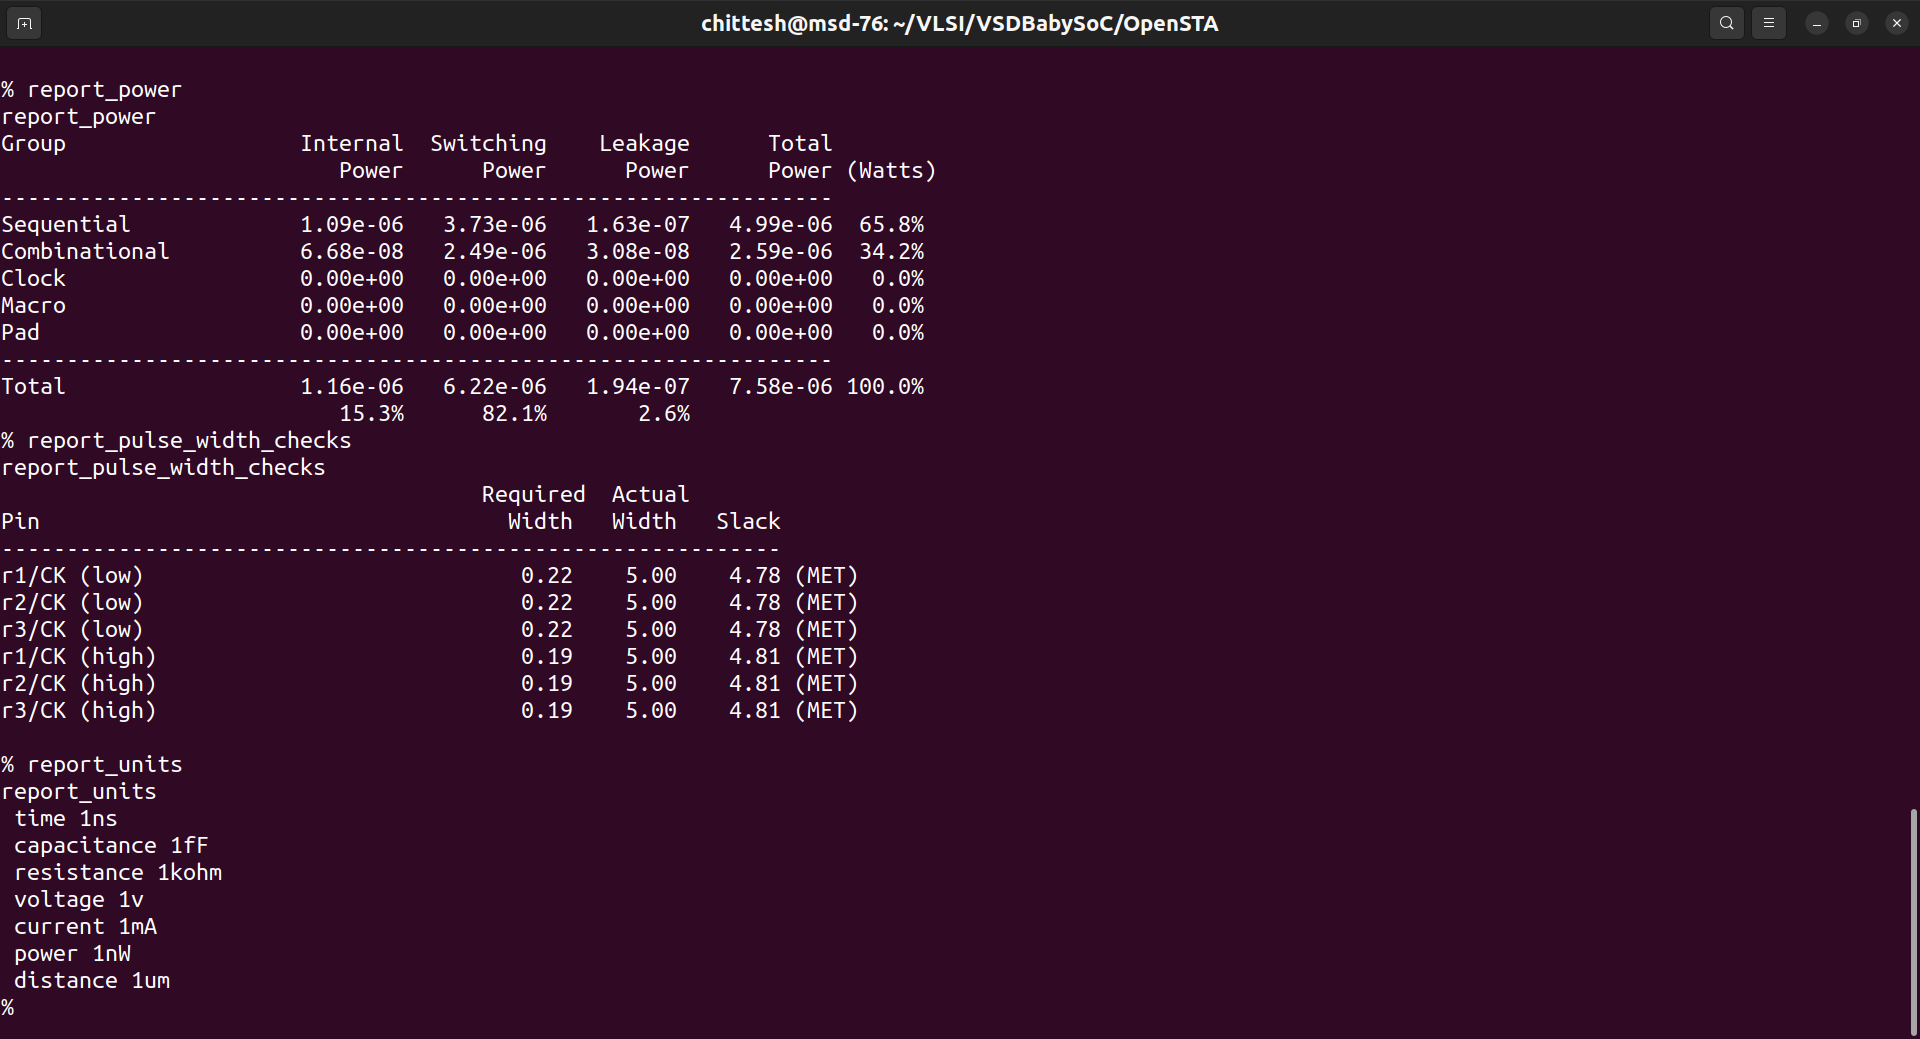 chittesh@msd-76: ~/VLSI/VSDBabySoC/OpenSTA
% report_power
report_power
Group                  Internal  Switching    Leakage      Total
                          Power      Power      Power      Power (Watts)
----------------------------------------------------------------
Sequential             1.09e-06   3.73e-06   1.63e-07   4.99e-06  65.8%
Combinational          6.68e-08   2.49e-06   3.08e-08   2.59e-06  34.2%
Clock                  0.00e+00   0.00e+00   0.00e+00   0.00e+00   0.0%
Macro                  0.00e+00   0.00e+00   0.00e+00   0.00e+00   0.0%
Pad                    0.00e+00   0.00e+00   0.00e+00   0.00e+00   0.0%
----------------------------------------------------------------
Total                  1.16e-06   6.22e-06   1.94e-07   7.58e-06 100.0%
                          15.3%      82.1%       2.6%
% report_pulse_width_checks
report_pulse_width_checks
                                     Required  Actual
Pin                                    Width   Width   Slack
------------------------------------------------------------
r1/CK (low)                             0.22    5.00    4.78 (MET)
r2/CK (low)                             0.22    5.00    4.78 (MET)
r3/CK (low)                             0.22    5.00    4.78 (MET)
r1/CK (high)                            0.19    5.00    4.81 (MET)
r2/CK (high)                            0.19    5.00    4.81 (MET)
r3/CK (high)                            0.19    5.00    4.81 (MET)
% report_units
report_units
 time 1ns
 capacitance 1fF
 resistance 1kohm
 voltage 1v
 current 1mA
 power 1nW
 distance 1um
%